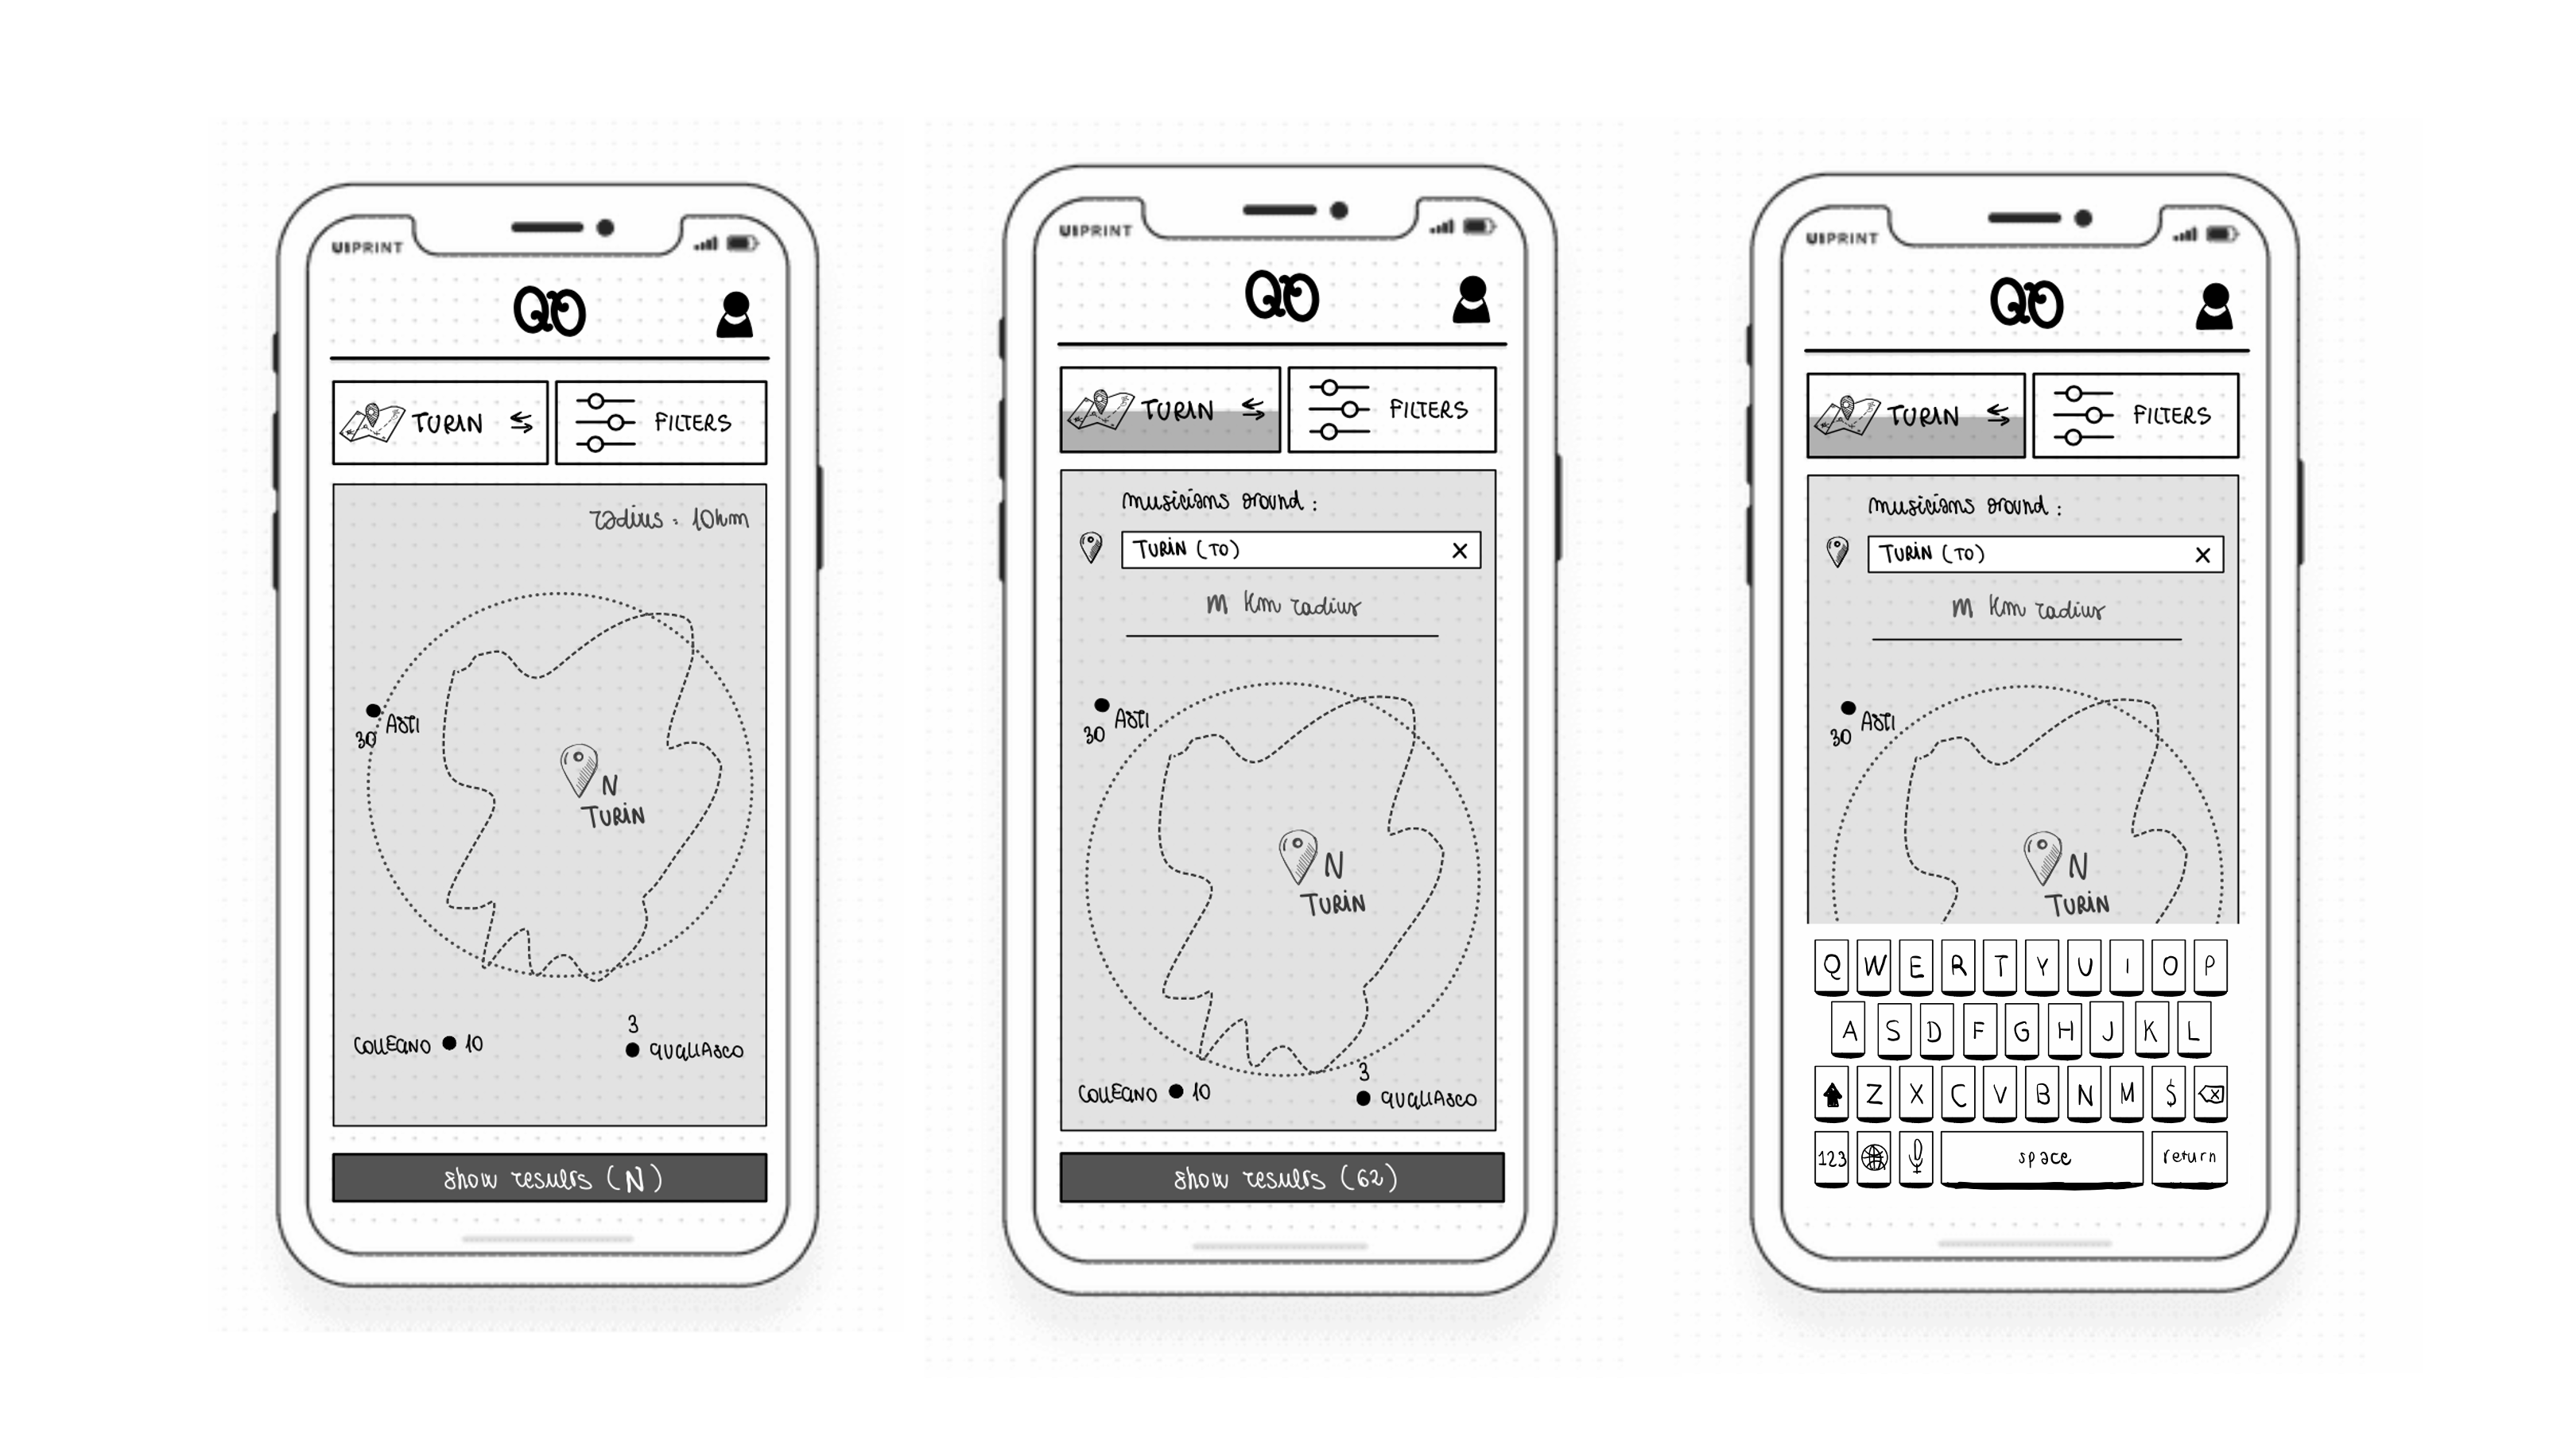 UIPRINT
QO
TURIN
FILTERS
radius = 10km
ASTI
30
N
TURIN
COLLEGNO 10
3
GRUGLIASCO
show results (N)
UIPRINT
QO
TURIN
FILTERS
musicians around :
TURIN (TO) X
m km radius
ASTI
30
N
TURIN
3
COLLEGNO 10
GRUGLIASCO
show results (62)
UIPRINT
QO
TURIN
FILTERS
musicians around :
TURIN (TO) X
m km radius
ASTI
30
N
TURIN
Q W E R T Y U I O P
A S D F G H J K L
Z X C V B N M $
123 space return